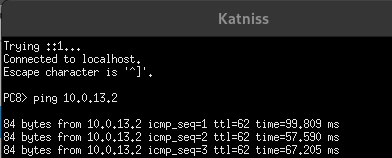 Katniss
Trying ::1...
Connected to localhost.
Escape character is '^]'.
PC8> ping 10.0.13.2
84 bytes from 10.0.13.2 icmp_seq=1 ttl=62 time=99.809 ms
84 bytes from 10.0.13.2 icmp_seq=2 ttl=62 time=57.590 ms
84 bytes from 10.0.13.2 icmp_seq=3 ttl=62 time=67.205 ms